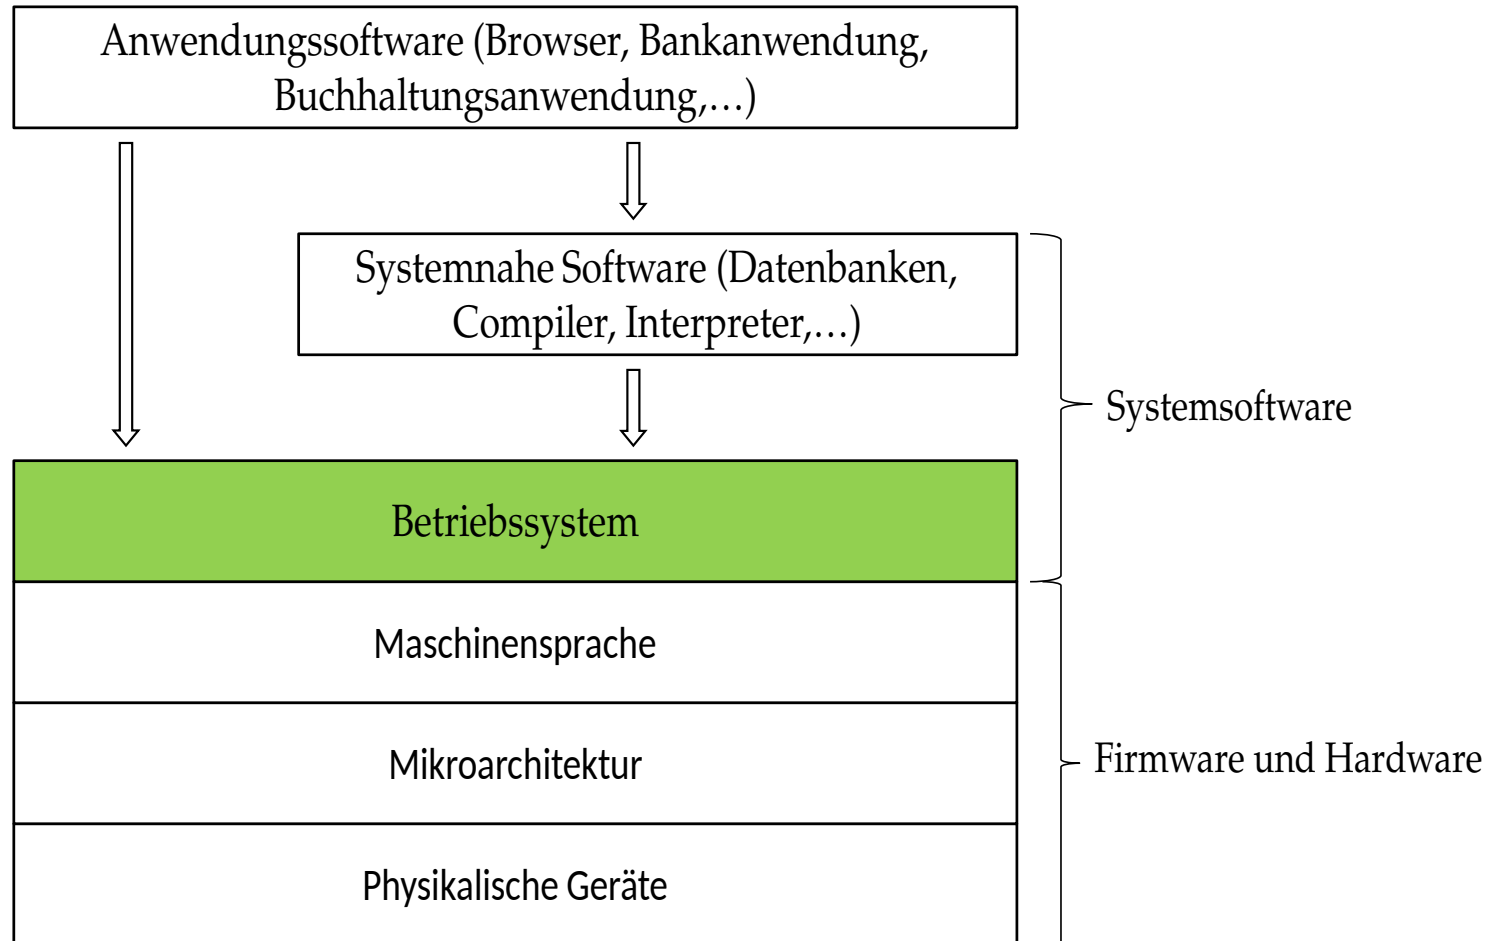 Anwendungssoftware (Browser, Bankanwendung,
Buchhaltungsanwendung,…)
Systemnahe Software (Datenbanken,
Compiler, Interpreter,…)
Systemsoftware
Betriebssystem
Maschinensprache
Mikroarchitektur
Firmware und Hardware
Physikalische Geräte